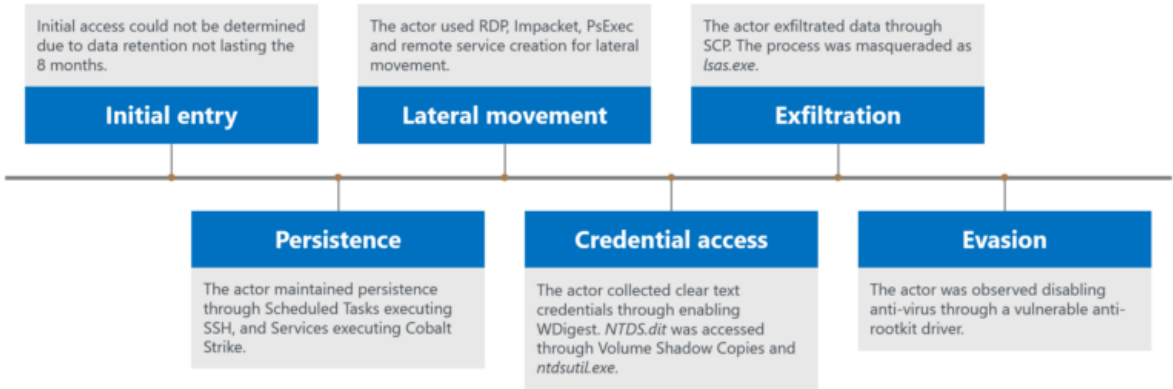 Initial access could not be determined
due to data retention not lasting the
8 months.
Initial entry
The actor used RDP, Impacket, PsExec
and remote service creation for lateral
movement.
Lateral movement
The actor exfiltrated data through
SCP. The process was masqueraded as
lsas.exe.
Exfiltration
Persistence
The actor maintained persistence
through Scheduled Tasks executing
SSH, and Services executing Cobalt
Strike.
Credential access
The actor collected clear text
credentials through enabling
WDigest. NTDS.dit was accessed
through Volume Shadow Copies and
ntdsutil.exe.
Evasion
The actor was observed disabling
anti-virus through a vulnerable anti-
rootkit driver.